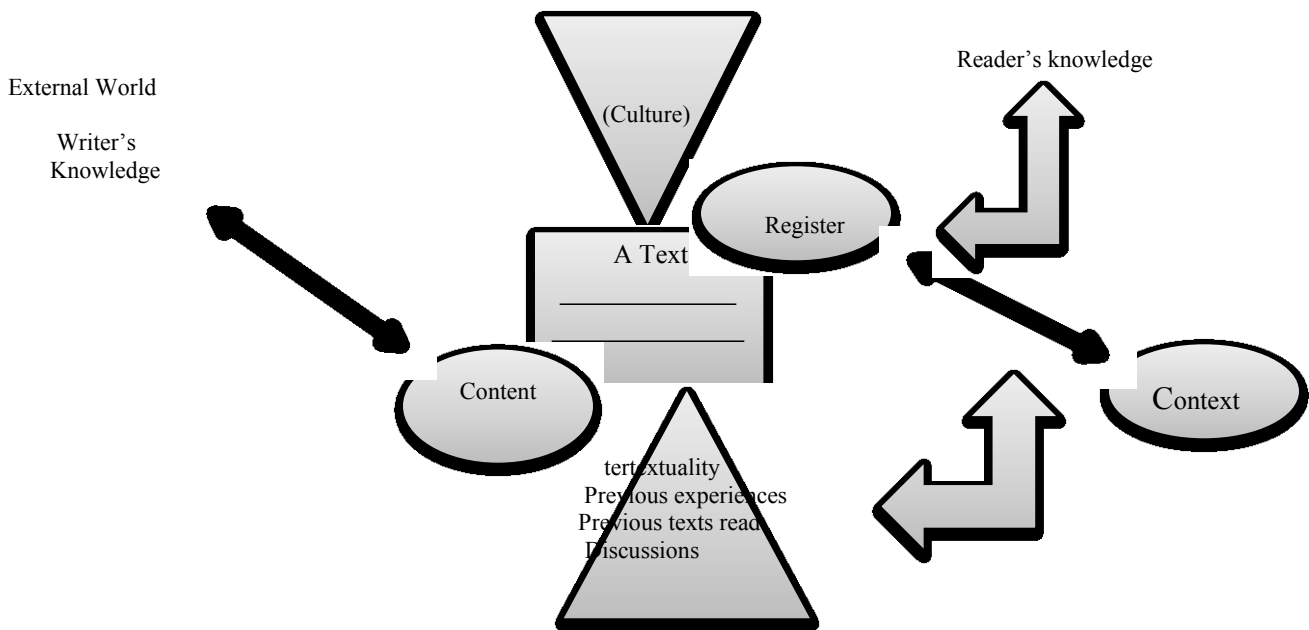 External World
Writer’s
Knowledge
(Culture)
Reader’s knowledge
Register
A Text
Content
Context
tertextuality
Previous experiences
Previous texts read
Discussions